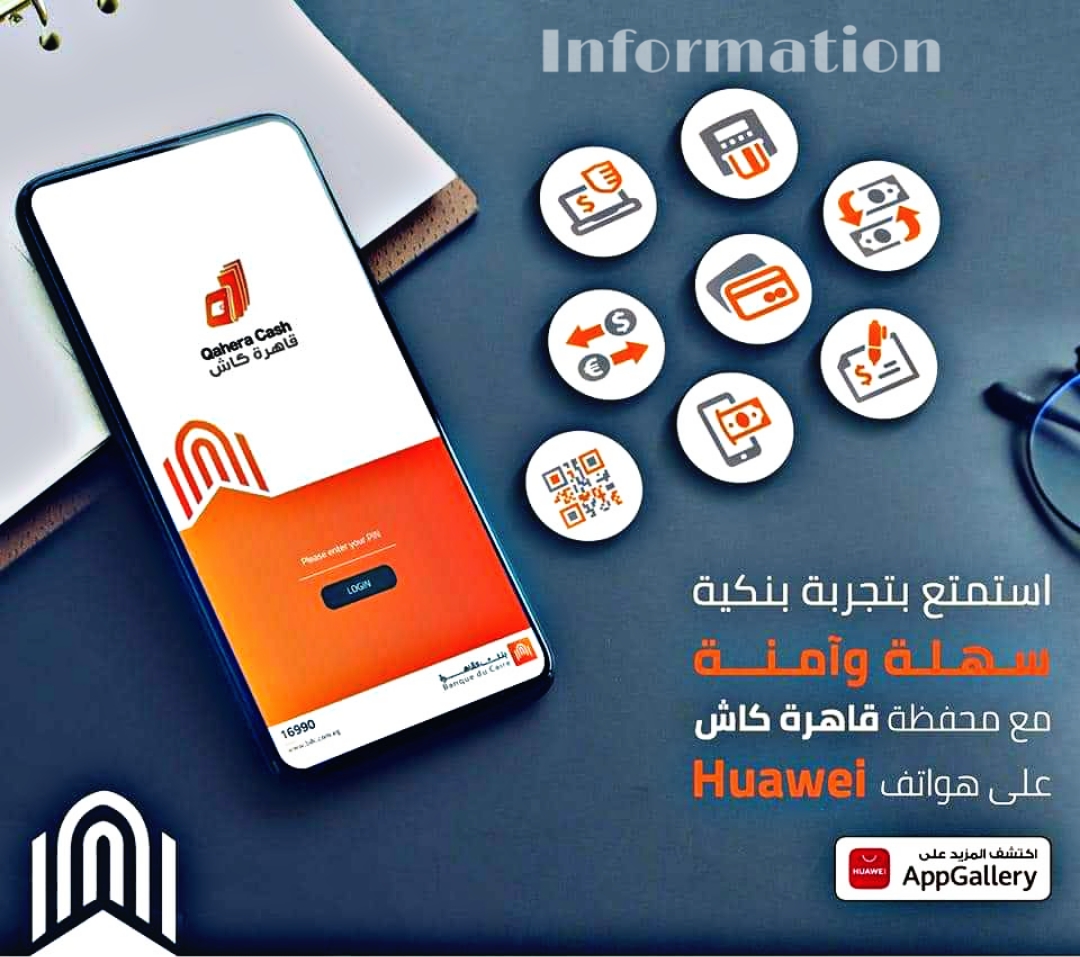 Information
Qahera Cash
قاهرة كاش
Please enter your PIN
LOGIN
Banque du Caire
16990
استمتع بتجربة بنكية
سهلة وآمنة
مع محفظة قاهرة كاش
على هواتف Huawei
اكتشف المزيد على
HUAWEI
AppGallery